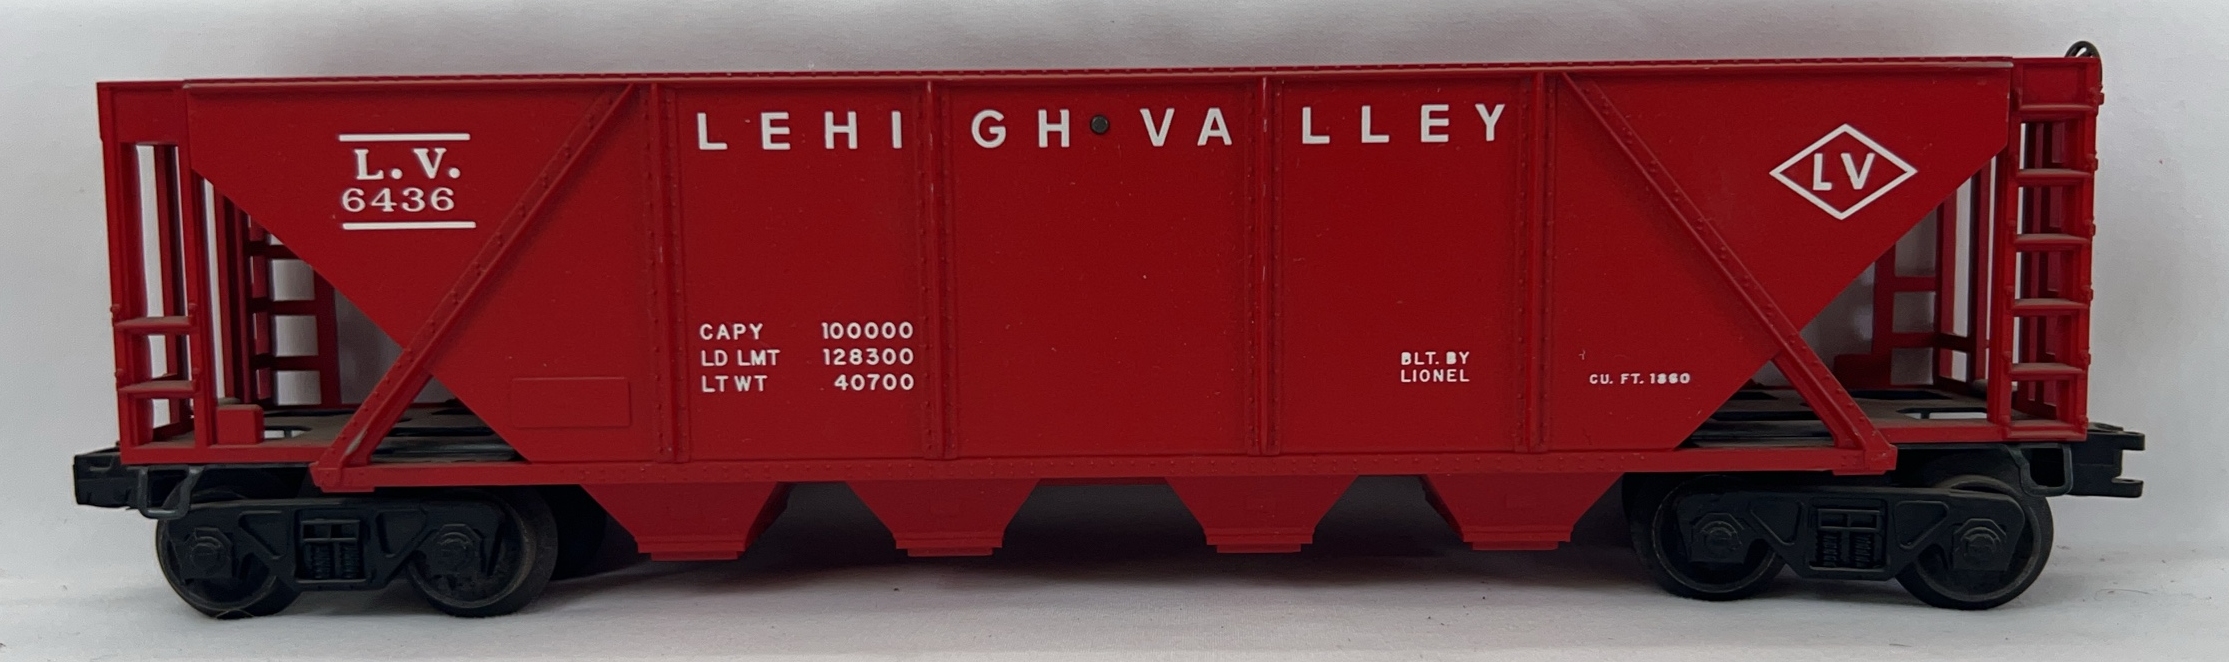 L.V.
6436
LEHIGH VALLEY
LV
CAPY 100000
LD LMT 128300
LT WT 40700
BLT. BY
LIONEL
CU. FT. 1860